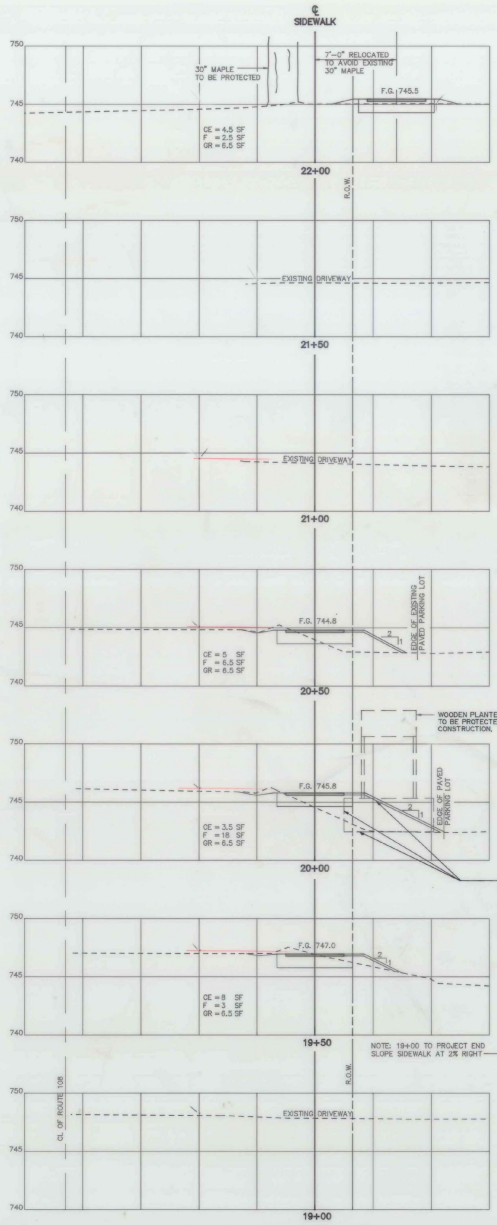 ℄
SIDEWALK
750
745
740
30" MAPLE
TO BE PROTECTED
7'-0" RELOCATED
TO AVOID EXISTING
30" MAPLE
F.G. 745.5
CE = 4.5 SF
F = 2.5 SF
GR = 6.5 SF
22+00
R.O.W.
750
745
740
EXISTING DRIVEWAY
21+50
750
745
740
EXISTING DRIVEWAY
21+00
750
745
740
F.G. 744.8
2
1
EDGE OF EXISTING
PAVED PARKING LOT
CE = 5 SF
F = 6.5 SF
GR = 6.5 SF
20+50
WOODEN PLANTE
TO BE PROTECTE
CONSTRUCTION,
750
745
740
F.G. 745.8
2
1
EDGE OF PAVED
PARKING LOT
CE = 3.5 SF
F = 18 SF
GR = 6.5 SF
20+00
750
745
740
F.G. 747.0
2
1
CE = 8 SF
F = 3 SF
GR = 6.5 SF
19+50
NOTE: 19+00 TO PROJECT END
SLOPE SIDEWALK AT 2% RIGHT
CL OF ROUTE 108
R.O.W.
750
745
740
EXISTING DRIVEWAY
19+00